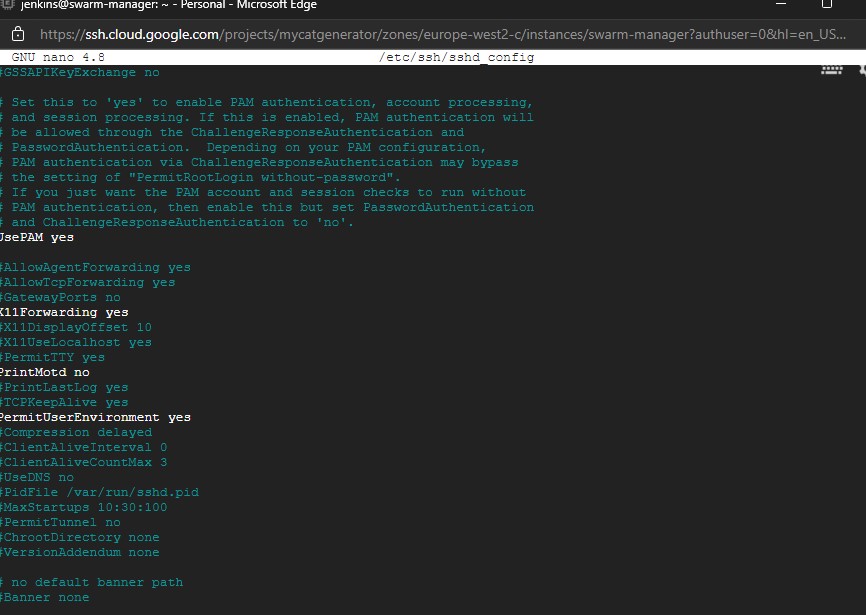 jenkins@swarm-manager: ~ - Personal - Microsoft Edge
https://ssh.cloud.google.com/projects/mycatgenerator/zones/europe-west2-c/instances/swarm-manager?authuser=0&hl=en_US...
GNU nano 4.8 /etc/ssh/sshd_config
#GSSAPIKeyExchange no
# Set this to 'yes' to enable PAM authentication, account processing,
# and session processing. If this is enabled, PAM authentication will
# be allowed through the ChallengeResponseAuthentication and
# PasswordAuthentication.  Depending on your PAM configuration,
# PAM authentication via ChallengeResponseAuthentication may bypass
# the setting of "PermitRootLogin without-password".
# If you just want the PAM account and session checks to run without
# PAM authentication, then enable this but set PasswordAuthentication
# and ChallengeResponseAuthentication to 'no'.
UsePAM yes
#AllowAgentForwarding yes
#AllowTcpForwarding yes
#GatewayPorts no
X11Forwarding yes
#X11DisplayOffset 10
#X11UseLocalhost yes
#PermitTTY yes
PrintMotd no
#PrintLastLog yes
#TCPKeepAlive yes
PermitUserEnvironment yes
#Compression delayed
#ClientAliveInterval 0
#ClientAliveCountMax 3
#UseDNS no
#PidFile /var/run/sshd.pid
#MaxStartups 10:30:100
#PermitTunnel no
#ChrootDirectory none
#VersionAddendum none
# no default banner path
#Banner none